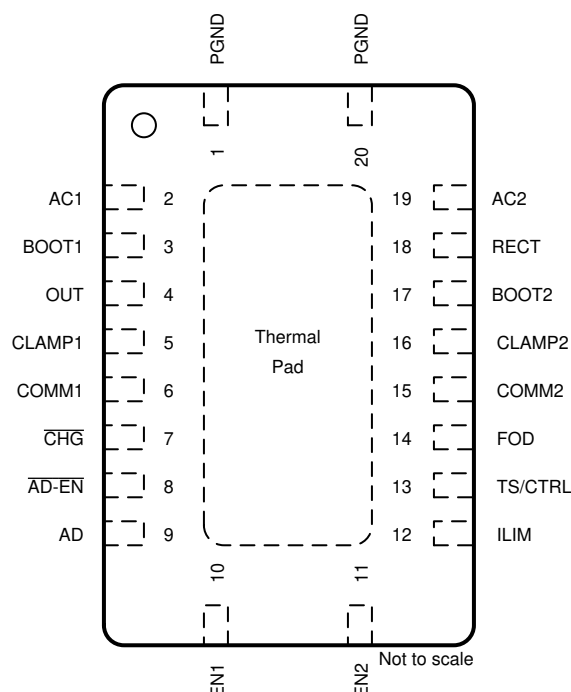 PGND
PGND
1
20
AC1 2
19 AC2
BOOT1 3
18 RECT
OUT 4
17 BOOT2
CLAMP1 5
16 CLAMP2
COMM1 6
15 COMM2
CHG 7
14 FOD
AD-EN 8
13 TS/CTRL
AD 9
12 ILIM
Thermal
Pad
10
11
EN1
EN2
Not to scale